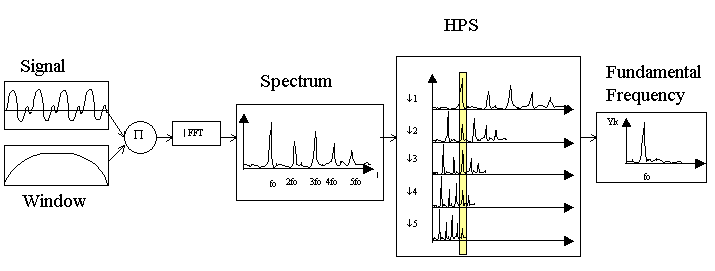 HPS
Signal
Spectrum
Fundamental
Frequency
Π
|FFT
Window
fo 2fo 3fo 4fo 5fo f
↓1
↓2
↓3
↓4
↓5
Yk
fo